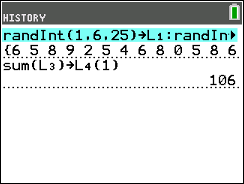 HISTORY
randInt(1,6,25)→L₁:randIn▸
{6 5 8 9 2 5 4 6 8 0 5 8 6
sum(L₃)→L₄(1)
106